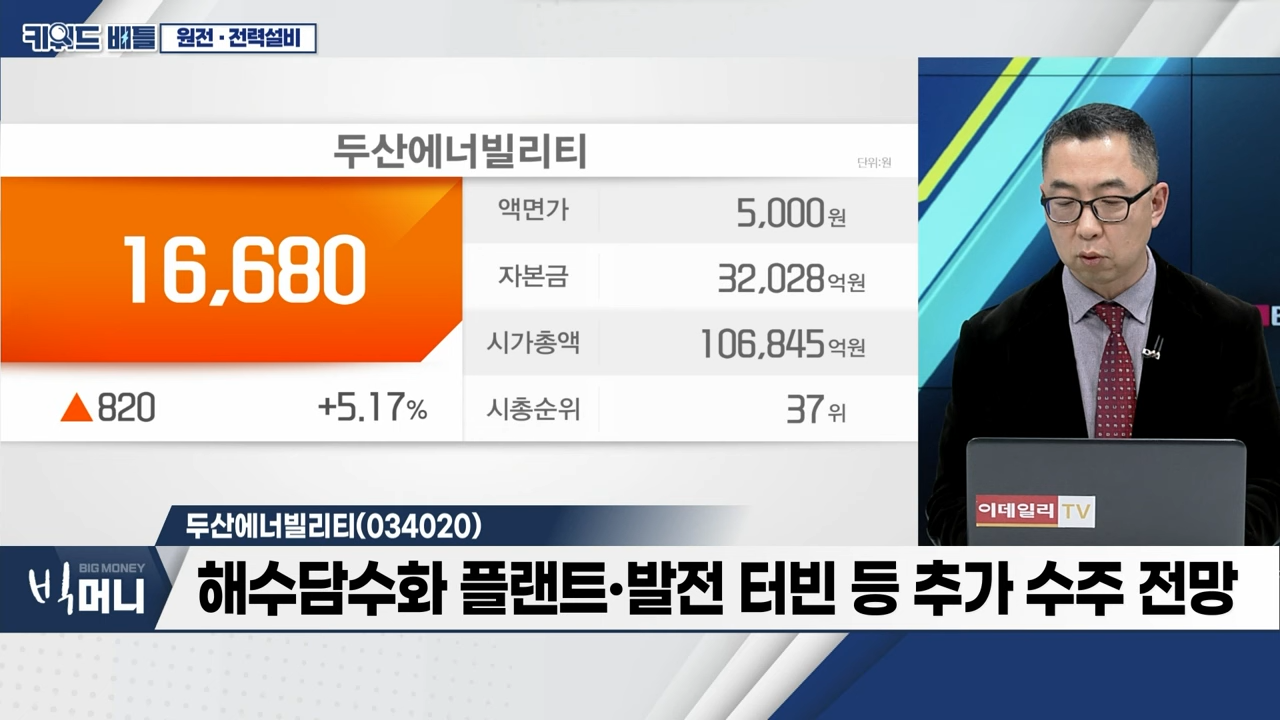 키워드 배틀 원전·전력설비
두산에너빌리티
단위:원
16,680
▲820 +5.17%
액면가 5,000원
자본금 32,028억원
시가총액 106,845억원
시총순위 37위
이데일리TV
두산에너빌리티(034020)
BIG MONEY
빅머니
해수담수화 플랜트·발전 터빈 등 추가 수주 전망